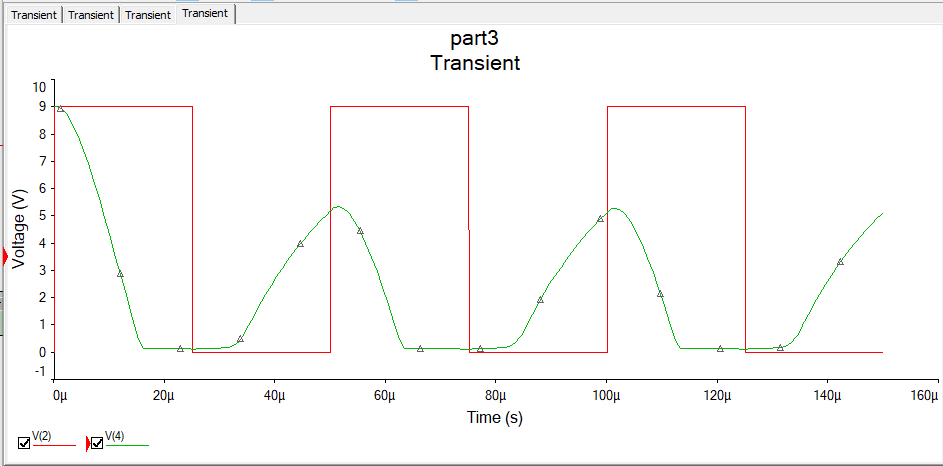 Transient Transient Transient Transient
part3
Transient
Voltage (V)
10
9
8
7
6
5
4
3
2
1
0
-1
0μ 20μ 40μ 60μ 80μ 100μ 120μ 140μ 160μ
Time (s)
V(2) V(4)